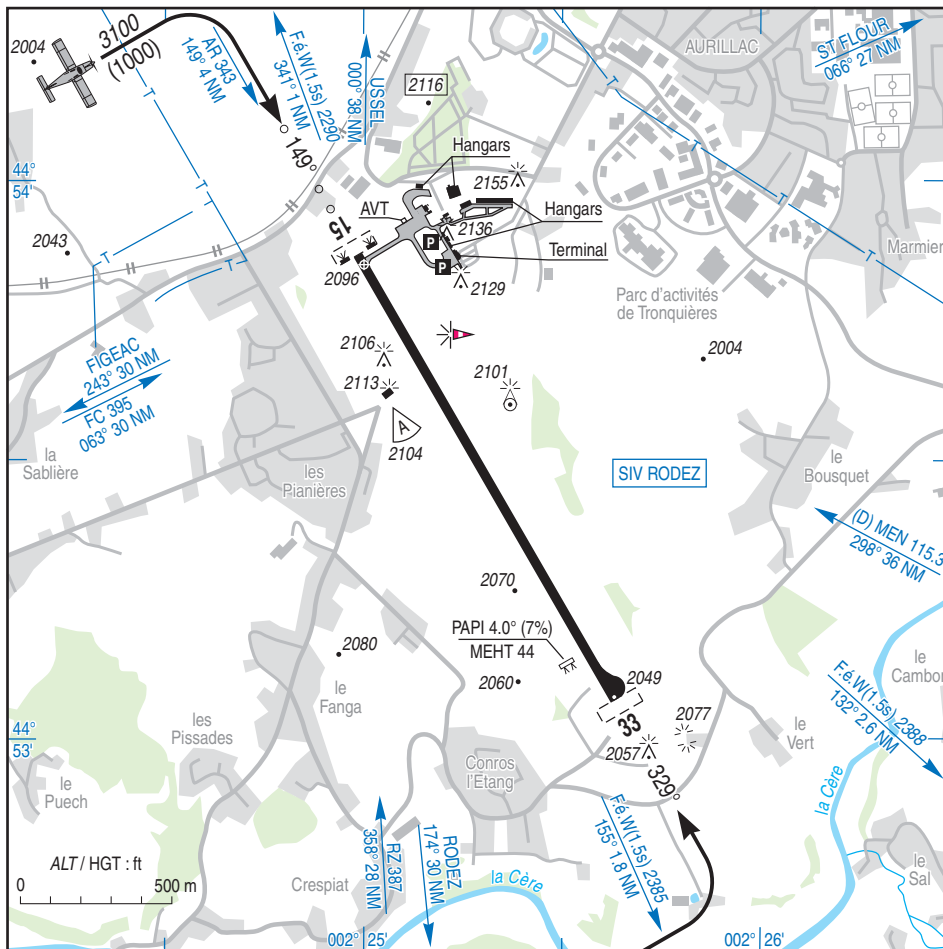 2004
3100
(1000)
AR 343
149° 4 NM
F.é.W(1.5s) 2290
341° 1 NM
USSEL
000° 38 NM
2116
AURILLAC
ST FLOUR
066° 27 NM
T
T
44°
54'
149°
Hangars
2155
T
T
2043
AVT
15
P
2136
Hangars
Terminal
Marmier
T
2096
P
2129
Parc d'activités
de Tronquières
T
T
2106
2004
FIGEAC
243° 30 NM
FC 395
063° 30 NM
2113
2101
A
2104
la
Sablière
les
Pianières
SIV RODEZ
le
Bousquet
(D) MEN 115.3
298° 36 NM
2070
PAPI 4.0° (7%)
MEHT 44
2080
2060
2049
le
Cambon
le
Fanga
33
2077
F.é.W(1.5s) 2388
132° 2.6 NM
les
Pissades
44°
53'
2057
le
Vert
329°
le
Puech
Conros
l'Etang
la Cère
F.é.W(1.5s) 2385
155° 1.8 NM
RZ 387
358° 28 NM
RODEZ
174° 30 NM
ALT / HGT : ft
0 500 m
Crespiat
la Cère
le
Sal
002° 25'
002° 26'